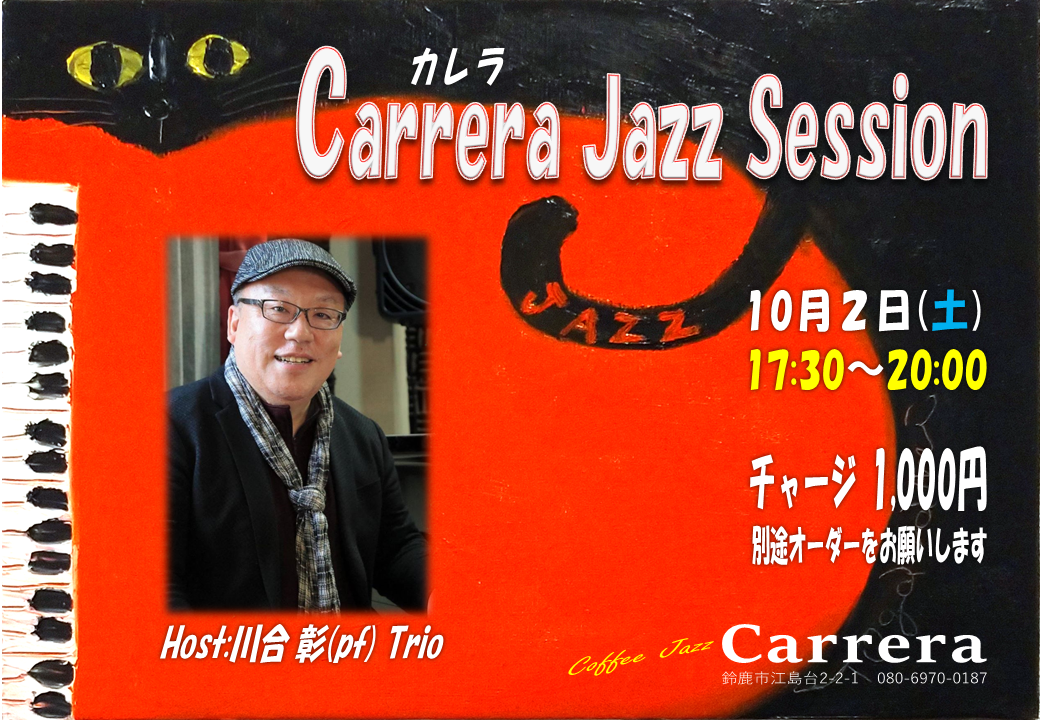 カレラ
Carrera Jazz Session
JAZZ
10月2日(土)
17:30～20:00
チャージ 1,000円
別途オーダーをお願いします
Host:川合 彰(pf) Trio
Coffee Jazz Carrera
鈴鹿市江島台2-2-1　080-6970-0187